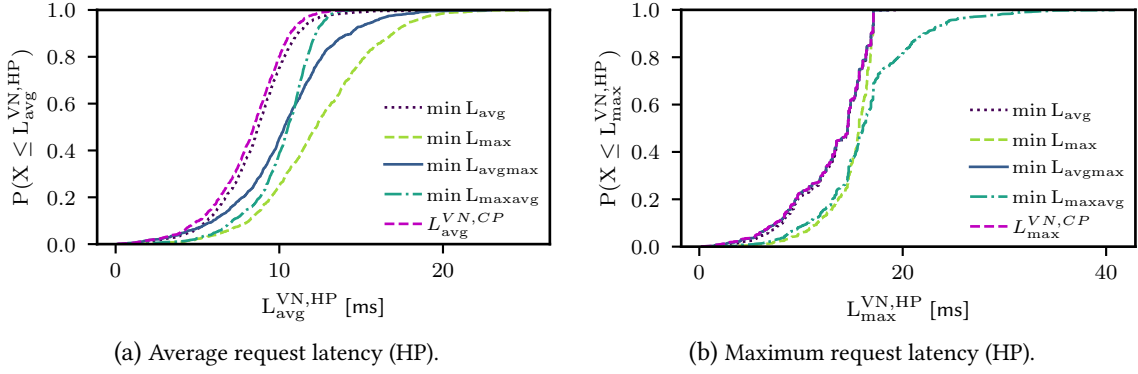 1.0
0.8
0.6
0.4
0.2
0.0
P(X ≤ L_avg^VN,HP)
min L_avg
min L_max
min L_avgmax
min L_maxavg
L_avg^VN,CP
0 10 20
L_avg^VN,HP [ms]
(a) Average request latency (HP).
1.0
0.8
0.6
0.4
0.2
0.0
P(X ≤ L_max^VN,HP)
min L_avg
min L_max
min L_avgmax
min L_maxavg
L_max^VN,CP
0 20 40
L_max^VN,HP [ms]
(b) Maximum request latency (HP).